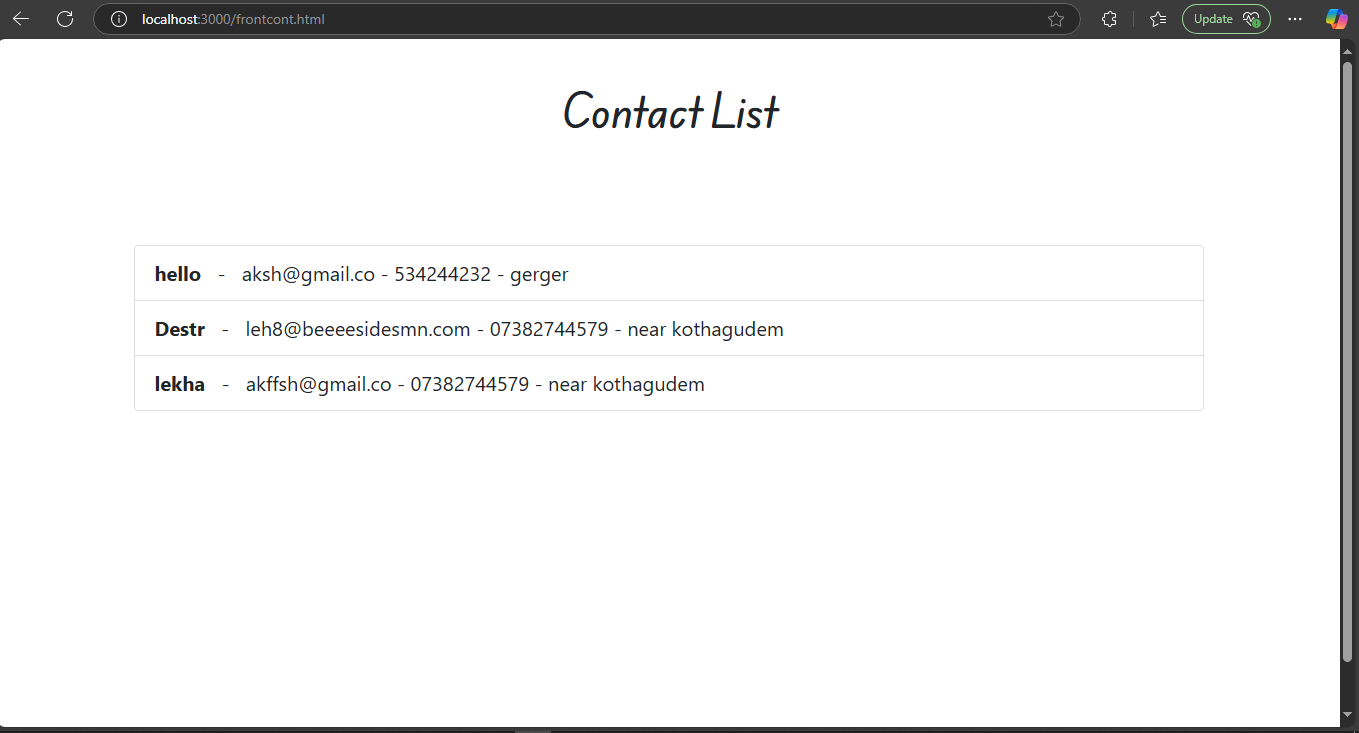 localhost:3000/frontcont.html
Update
Contact List
hello - aksh@gmail.co - 534244232 - gerger
Destr - leh8@beeeesidesmn.com - 07382744579 - near kothagudem
lekha - akffsh@gmail.co - 07382744579 - near kothagudem